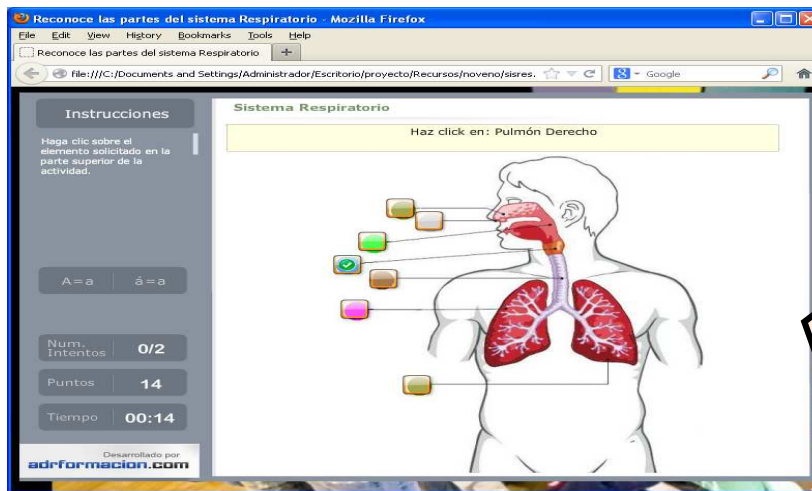 Reconoce las partes del sistema Respiratorio - Mozilla Firefox
File Edit View History Bookmarks Tools Help
Reconoce las partes del sistema Respiratorio +
file:///C:/Documents and Settings/Administrador/Escritorio/proyecto/Recursos/noveno/sisres. Google
Instrucciones
Haga clic sobre el
elemento solicitado en la
parte superior de la
actividad.
A=a á=a
Num.
Intentos 0/2
Puntos 14
Tiempo 00:14
Desarrollado por
adrformacion.com
Sistema Respiratorio
Haz click en: Pulmón Derecho